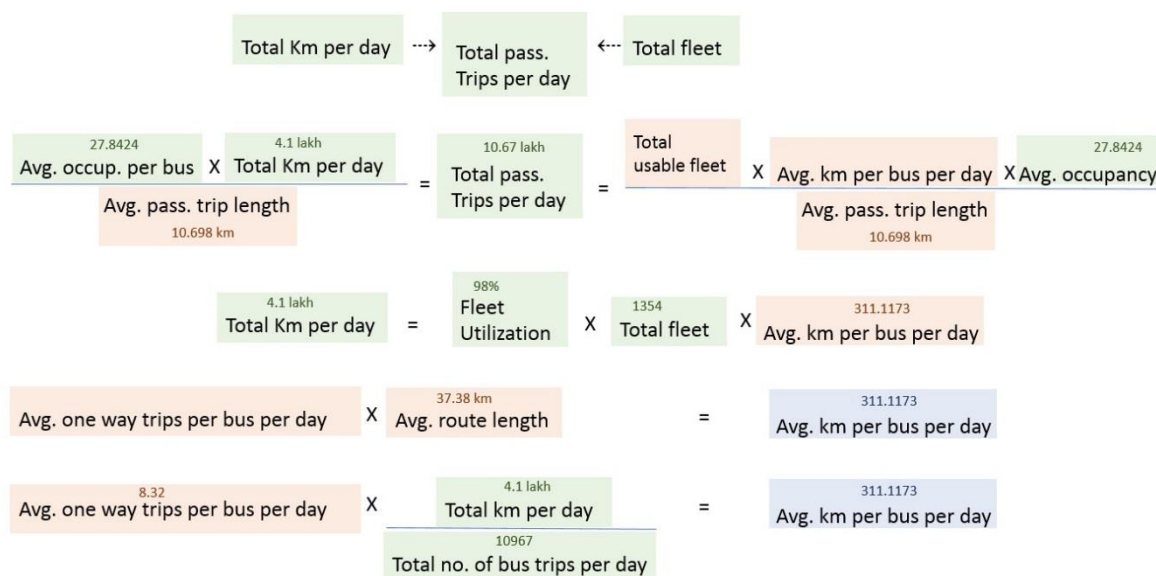 Total Km per day ⇢ Total pass. ⇠ Total fleet
Trips per day
27.8424 4.1 lakh 10.67 lakh Total 27.8424
Avg. occup. per bus X Total Km per day = Total pass. = usable fleet X Avg. km per bus per day X Avg. occupancy
Trips per day
Avg. pass. trip length Avg. pass. trip length
10.698 km 10.698 km
4.1 lakh 98% 1354 311.1173
Total Km per day = Fleet X Total fleet X Avg. km per bus per day
Utilization
37.38 km 311.1173
Avg. one way trips per bus per day X Avg. route length = Avg. km per bus per day
8.32 4.1 lakh 311.1173
Avg. one way trips per bus per day X Total km per day = Avg. km per bus per day
10967
Total no. of bus trips per day